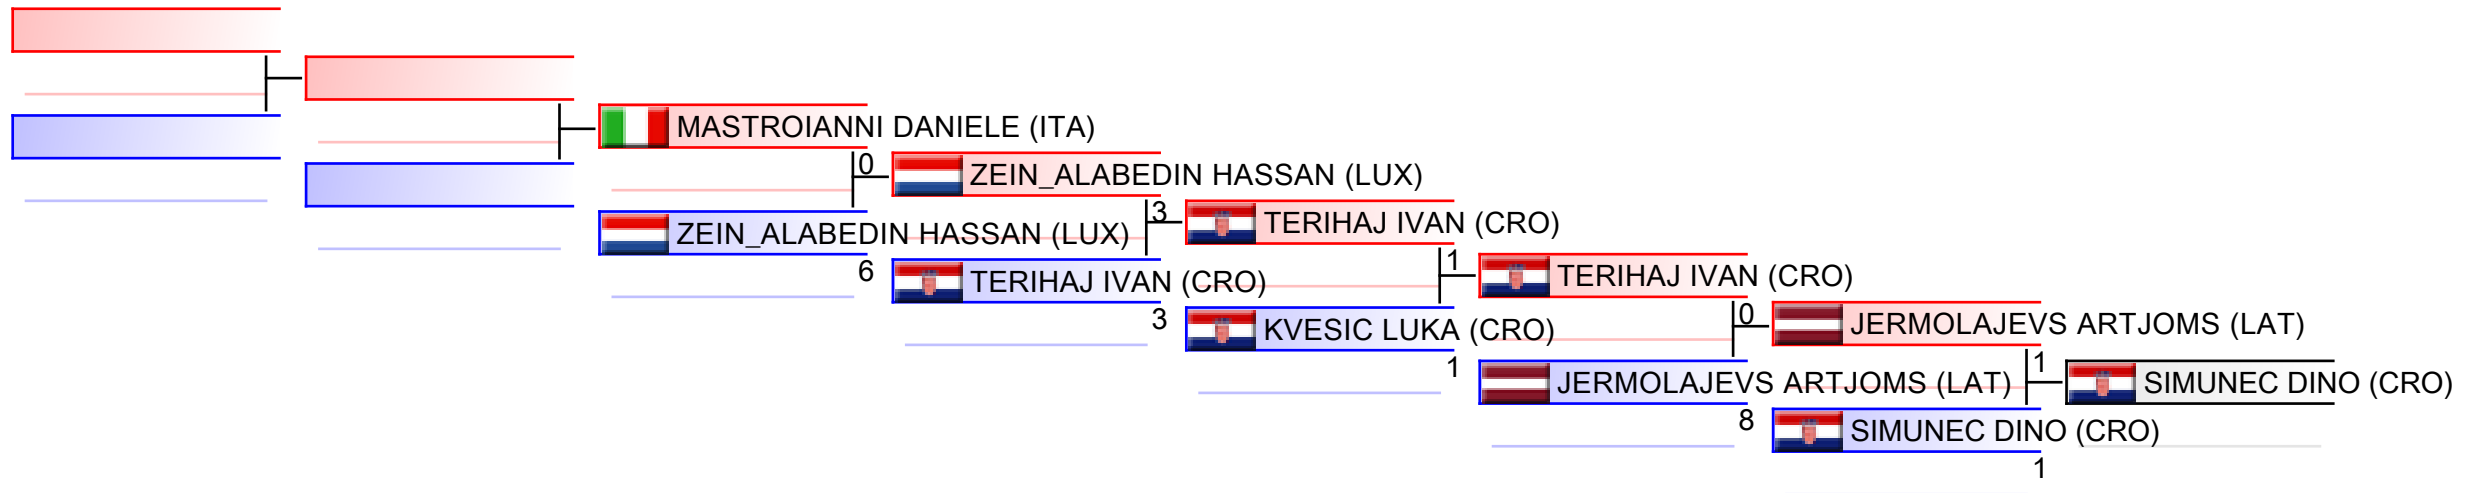 MASTROIANNI DANIELE (ITA)
0
ZEIN_ALABEDIN HASSAN (LUX)
ZEIN_ALABEDIN HASSAN (LUX)
6
3
TERIHAJ IVAN (CRO)
TERIHAJ IVAN (CRO)
3
1
TERIHAJ IVAN (CRO)
KVESIC LUKA (CRO)
1
0
JERMOLAJEVS ARTJOMS (LAT)
JERMOLAJEVS ARTJOMS (LAT)
8
1
SIMUNEC DINO (CRO)
SIMUNEC DINO (CRO)
1